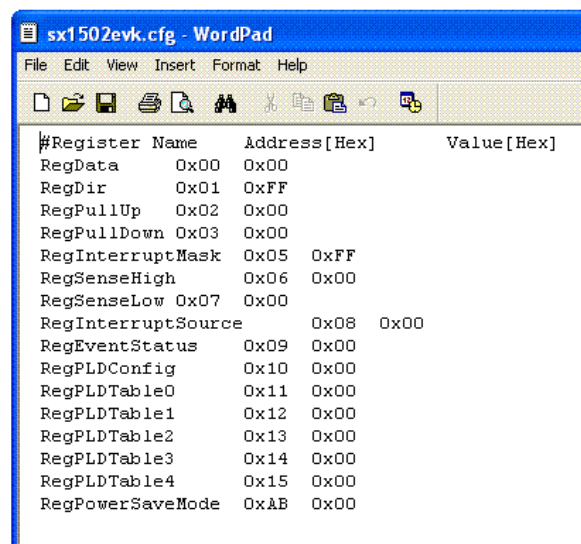 sx1502evk.cfg - WordPad
File Edit View Insert Format Help
#Register Name Address[Hex] Value[Hex]
RegData 0x00 0x00
RegDir 0x01 0xFF
RegPullUp 0x02 0x00
RegPullDown 0x03 0x00
RegInterruptMask 0x05 0xFF
RegSenseHigh 0x06 0x00
RegSenseLow 0x07 0x00
RegInterruptSource 0x08 0x00
RegEventStatus 0x09 0x00
RegPLDConfig 0x10 0x00
RegPLDTable0 0x11 0x00
RegPLDTable1 0x12 0x00
RegPLDTable2 0x13 0x00
RegPLDTable3 0x14 0x00
RegPLDTable4 0x15 0x00
RegPowerSaveMode 0xAB 0x00